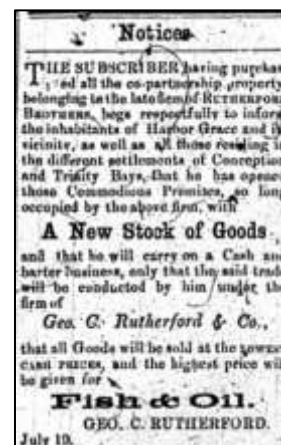 Notices
THE SUBSCRIBER having purchas
ed all the co-partnership property
belonging to the late firm of RUTHERFORD
BROTHERS, begs respectfully to inform
the inhabitants of Harbor Grace and its
vicinity, as well as all those residing in
the different settlements of Conception
and Trinity Bays, that he has opened
those Commodious Premises, so long
occupied by the above firm, with
A New Stock of Goods
and that he will carry on a Cash and
barter business, only that the said trade
will be conducted by him under the
firm of
Geo. C. Rutherford & Co.,
that all Goods will be sold at the LOWEST
CASH PRICES, and the highest price will
be given for
Fish & Oil.
GEO. C. RUTHERFORD.
July 19.